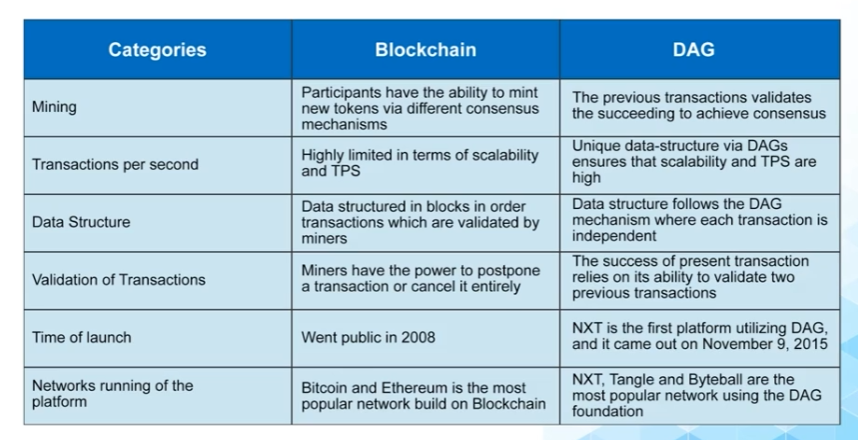 Categories
Blockchain
DAG
Mining
Participants have the ability to mint
new tokens via different consensus
mechanisms
The previous transactions validates
the succeeding to achieve consensus
Transactions per second
Highly limited in terms of scalability
and TPS
Unique data-structure via DAGs
ensures that scalability and TPS are
high
Data Structure
Data structured in blocks in order
transactions which are validated by
miners
Data structure follows the DAG
mechanism where each transaction is
independent
Validation of Transactions
Miners have the power to postpone
a transaction or cancel it entirely
The success of present transaction
relies on its ability to validate two
previous transactions
Time of launch
Went public in 2008
NXT is the first platform utilizing DAG,
and it came out on November 9, 2015
Networks running of the
platform
Bitcoin and Ethereum is the most
popular network build on Blockchain
NXT, Tangle and Byteball are the
most popular network using the DAG
foundation